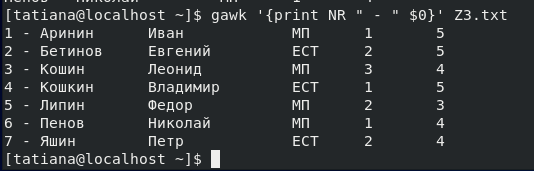 [tatiana@localhost ~]$ gawk '{print NR " - " $0}' Z3.txt
1 - Аринин Иван МП 1 5
2 - Бетинов Евгений ЕСТ 2 5
3 - Кошин Леонид МП 3 4
4 - Кошкин Владимир ЕСТ 1 5
5 - Липин Федор МП 2 3
6 - Пенов Николай МП 1 4
7 - Яшин Петр ЕСТ 2 4
[tatiana@localhost ~]$